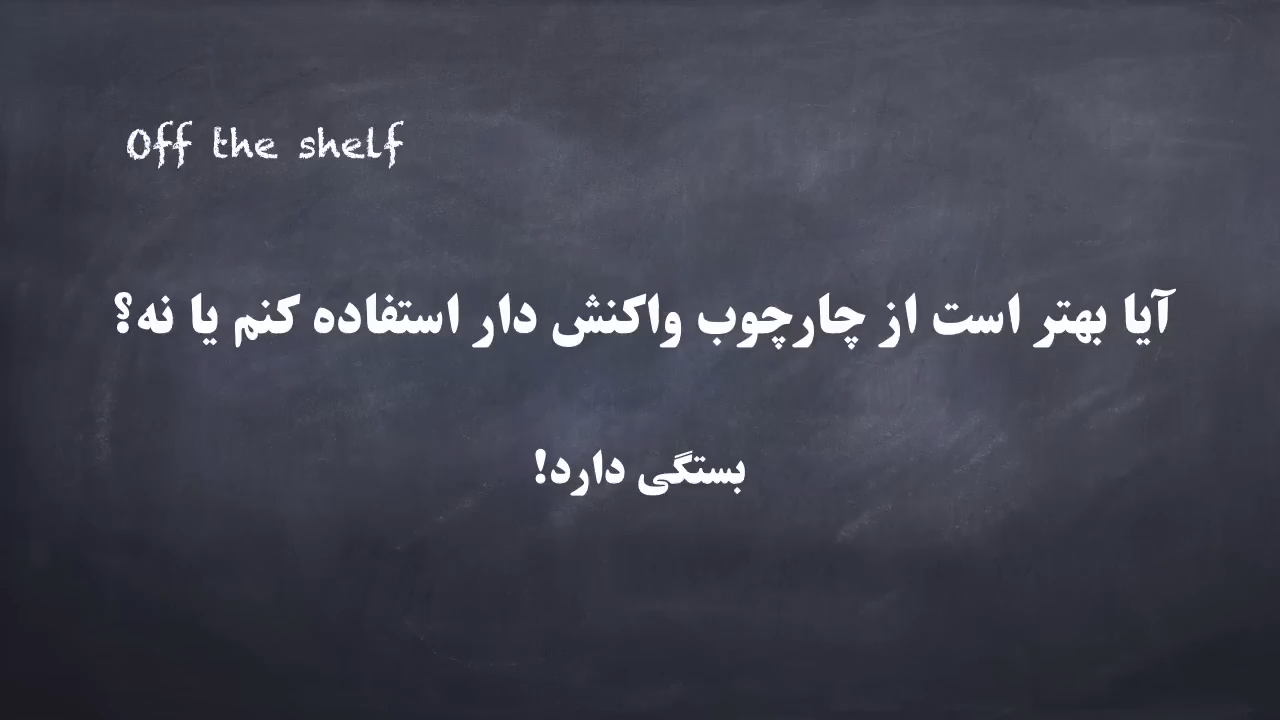 Off the shelf
آیا بهتر است از چارچوب واکنش دار استفاده کنم یا نه؟
بستگی دارد!